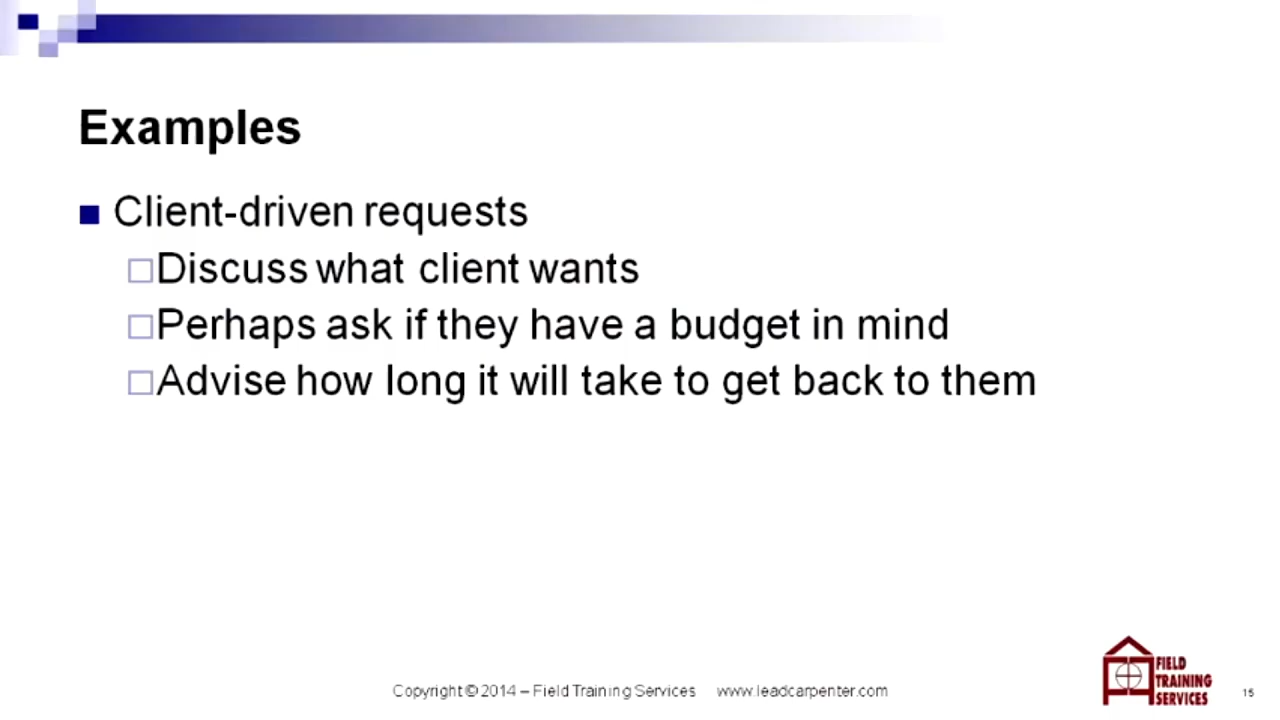 Examples
Client-driven requests
Discuss what client wants
Perhaps ask if they have a budget in mind
Advise how long it will take to get back to them
Copyright © 2014 – Field Training Services www.leadcarpenter.com
FIELD
TRAINING
SERVICES
15